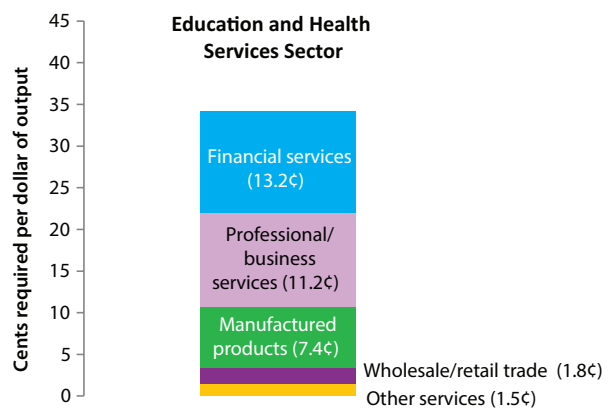 Education and Health
Services Sector
Cents required per dollar of output
45
40
35
30
25
20
15
10
5
0
Financial services
(13.2¢)
Professional/
business
services (11.2¢)
Manufactured
products (7.4¢)
Wholesale/retail trade (1.8¢)
Other services (1.5¢)